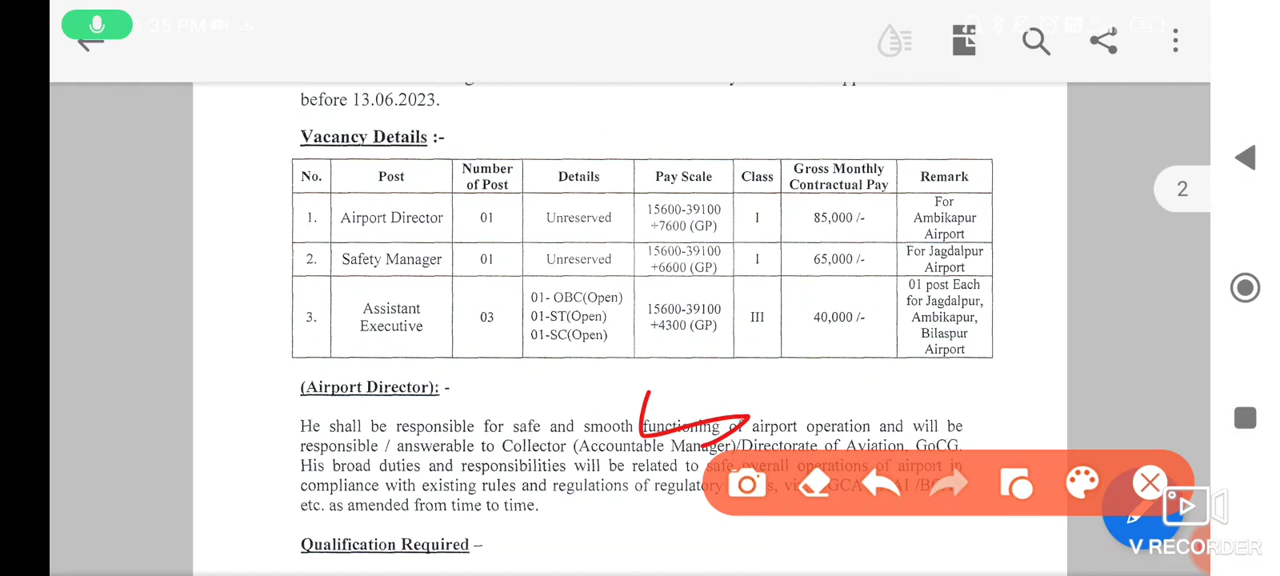 :35 PM
before 13.06.2023.
Vacancy Details :-
No. Post Number of Post Details Pay Scale Class Gross Monthly Contractual Pay Remark
1. Airport Director 01 Unreserved 15600-39100 +7600 (GP) I 85,000 /- For Ambikapur Airport
2. Safety Manager 01 Unreserved 15600-39100 +6600 (GP) I 65,000 /- For Jagdalpur Airport
3. Assistant Executive 03 01- OBC(Open) 01-ST(Open) 01-SC(Open) 15600-39100 +4300 (GP) III 40,000 /- 01 post Each for Jagdalpur, Ambikapur, Bilaspur Airport
2
(Airport Director): -
He shall be responsible for safe and smooth functioning of airport operation and will be
responsible / answerable to Collector (Accountable Manager)/Directorate of Aviation, GoCG.
His broad duties and responsibilities will be related to safe overall operations of airport in
compliance with existing rules and regulations of regulatory
etc. as amended from time to time.
Qualification Required –
V RECORDER